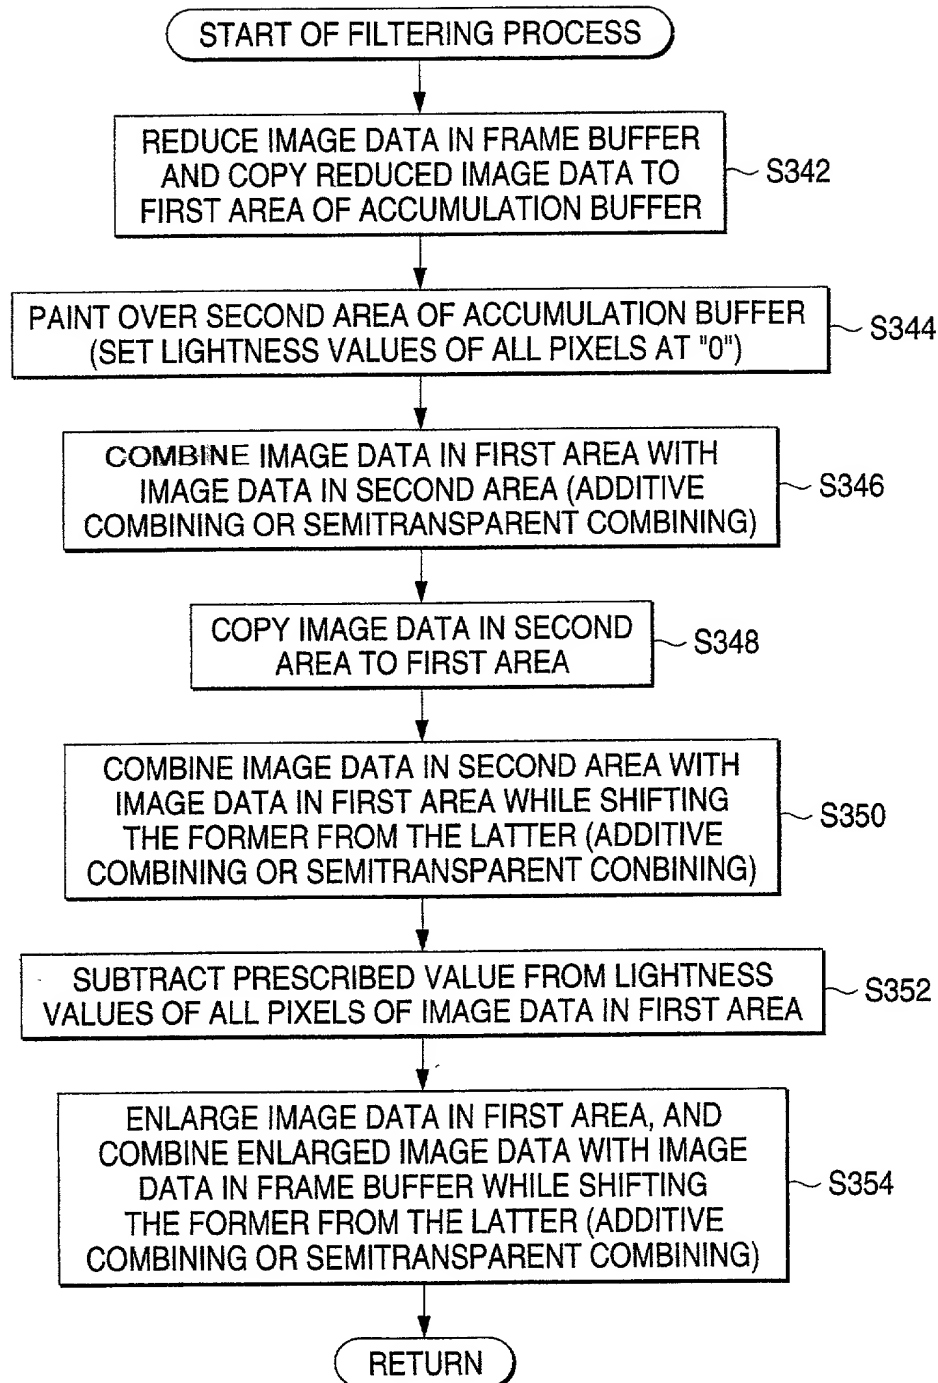 START OF FILTERING PROCESS
REDUCE IMAGE DATA IN FRAME BUFFER
AND COPY REDUCED IMAGE DATA TO
FIRST AREA OF ACCUMULATION BUFFER
S342
PAINT OVER SECOND AREA OF ACCUMULATION BUFFER
(SET LIGHTNESS VALUES OF ALL PIXELS AT "0")
S344
COMBINE IMAGE DATA IN FIRST AREA WITH
IMAGE DATA IN SECOND AREA (ADDITIVE
COMBINING OR SEMITRANSPARENT COMBINING)
S346
COPY IMAGE DATA IN SECOND
AREA TO FIRST AREA
S348
COMBINE IMAGE DATA IN SECOND AREA WITH
IMAGE DATA IN FIRST AREA WHILE SHIFTING
THE FORMER FROM THE LATTER (ADDITIVE
COMBINING OR SEMITRANSPARENT CONBINING)
S350
SUBTRACT PRESCRIBED VALUE FROM LIGHTNESS
VALUES OF ALL PIXELS OF IMAGE DATA IN FIRST AREA
S352
ENLARGE IMAGE DATA IN FIRST AREA, AND
COMBINE ENLARGED IMAGE DATA WITH IMAGE
DATA IN FRAME BUFFER WHILE SHIFTING
THE FORMER FROM THE LATTER (ADDITIVE
COMBINING OR SEMITRANSPARENT COMBINING)
S354
RETURN